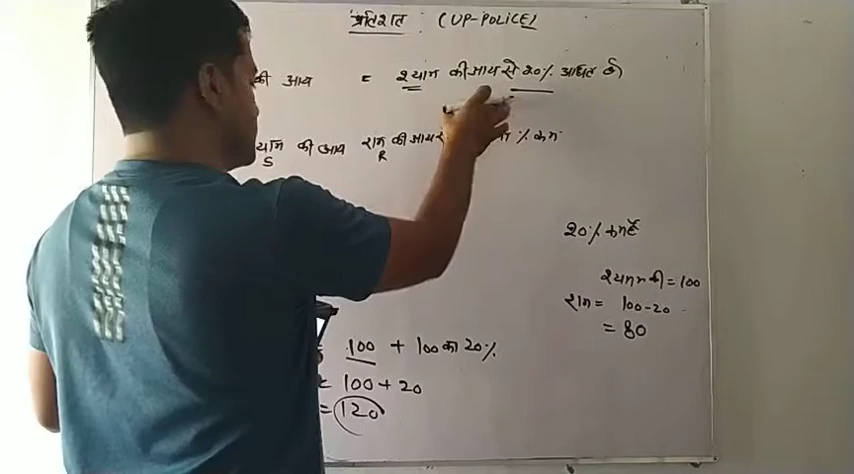 प्रतिशत (UP-POLICE)
की आय = श्याम की आय से 20% अधिक है)
याम की आय राम की आय से % कम
S R
20% कम है
श्याम की = 100
राम = 100-20
= 80
100 + 100 का 20%
= 100 + 20
= 120